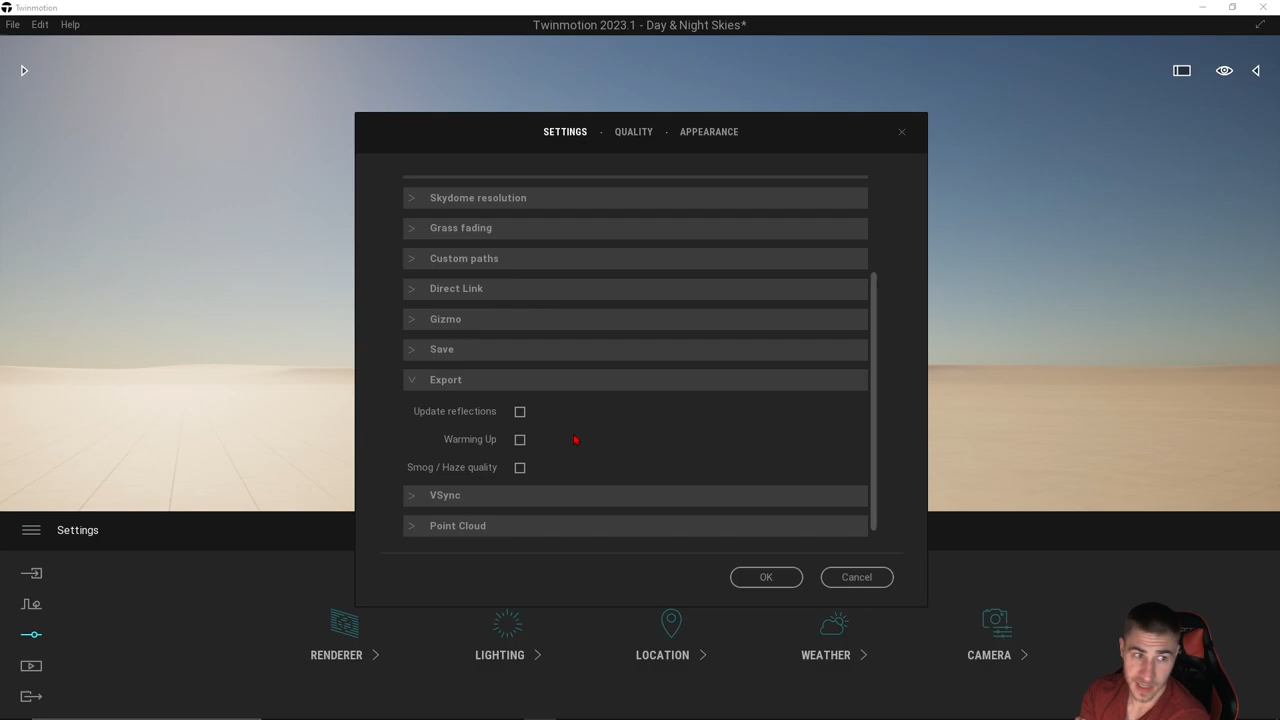 Twinmotion
File Edit Help
Twinmotion 2023.1 - Day & Night Skies*
SETTINGS · QUALITY · APPEARANCE
Skydome resolution
Grass fading
Custom paths
Direct Link
Gizmo
Save
Export
Update reflections
Warming Up
Smog / Haze quality
VSync
Point Cloud
OK Cancel
Settings
RENDERER LIGHTING LOCATION WEATHER CAMERA